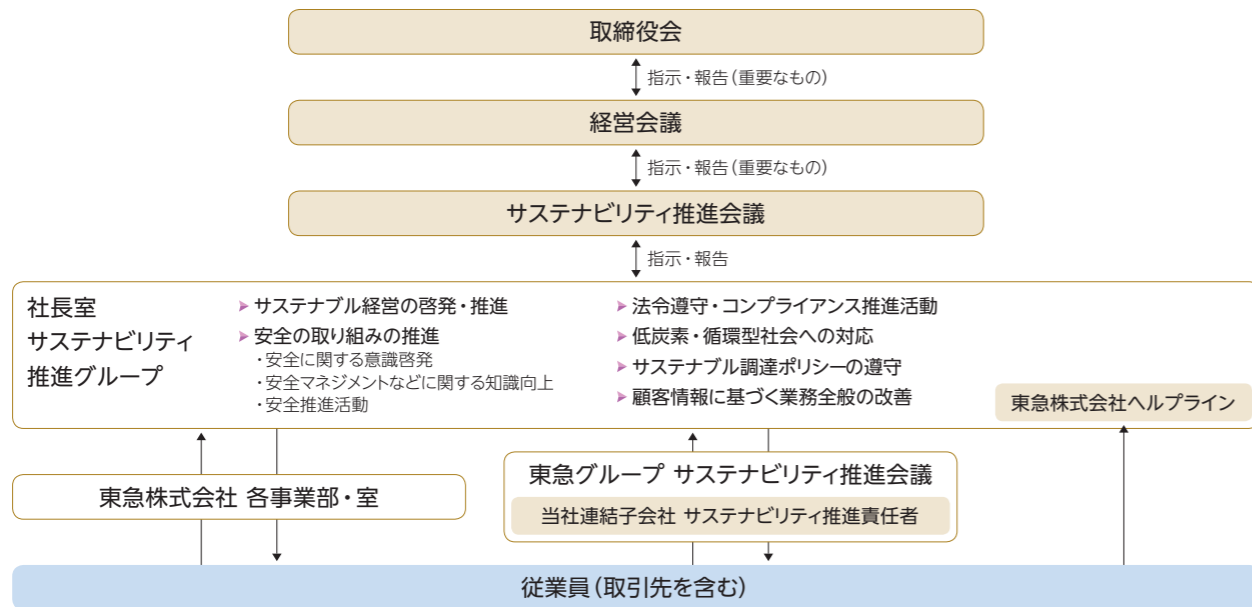 取締役会
指示・報告（重要なもの）
経営会議
指示・報告（重要なもの）
サステナビリティ推進会議
指示・報告
社長室
サステナビリティ
推進グループ
サステナブル経営の啓発・推進
安全の取り組みの推進
・安全に関する意識啓発
・安全マネジメントなどに関する知識向上
・安全推進活動
法令遵守・コンプライアンス推進活動
低炭素・循環型社会への対応
サステナブル調達ポリシーの遵守
顧客情報に基づく業務全般の改善
東急株式会社ヘルプライン
東急株式会社 各事業部・室
東急グループ サステナビリティ推進会議
当社連結子会社 サステナビリティ推進責任者
従業員（取引先を含む）